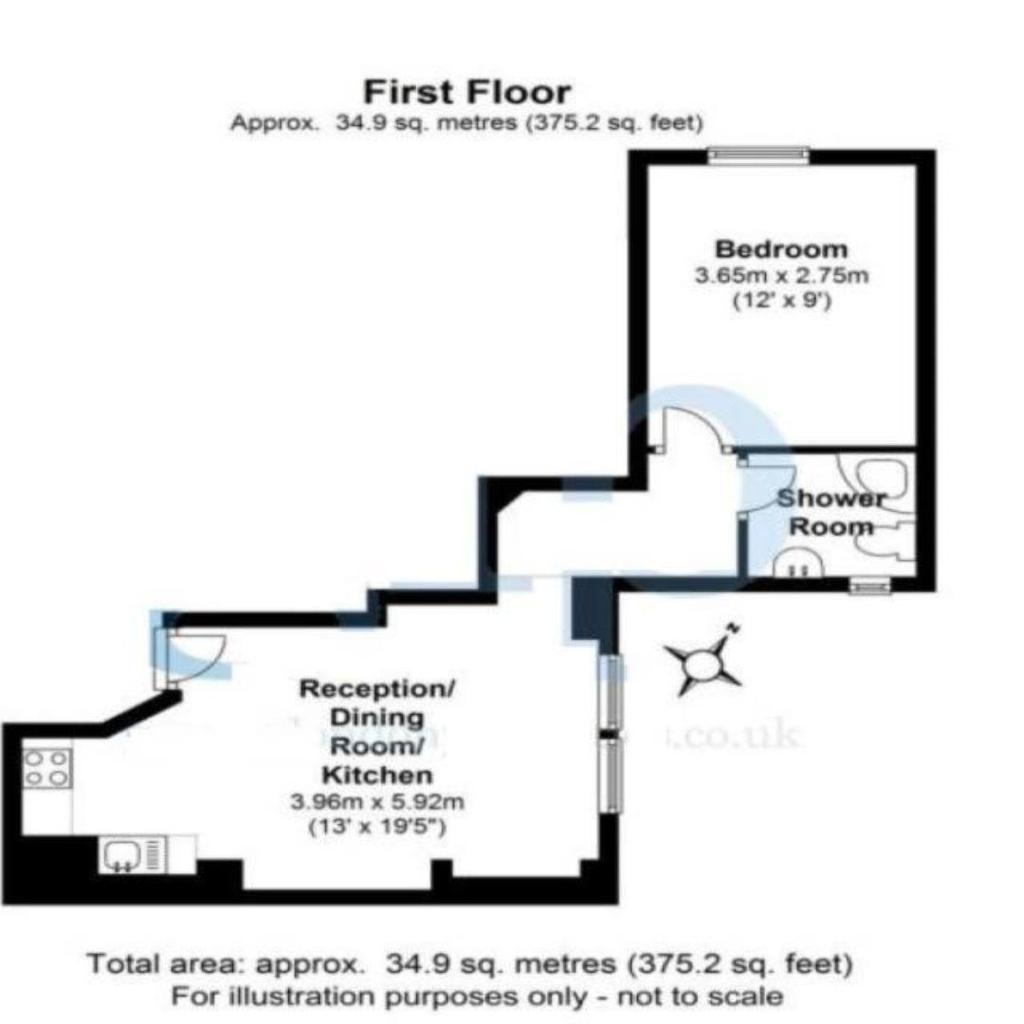 First Floor
Approx. 34.9 sq. metres (375.2 sq. feet)
Bedroom
3.65m x 2.75m
(12' x 9')
Shower
Room
N
Reception/
Dining
Room/
Kitchen
3.96m x 5.92m
(13' x 19'5")
.co.uk
Total area: approx. 34.9 sq. metres (375.2 sq. feet)
For illustration purposes only - not to scale